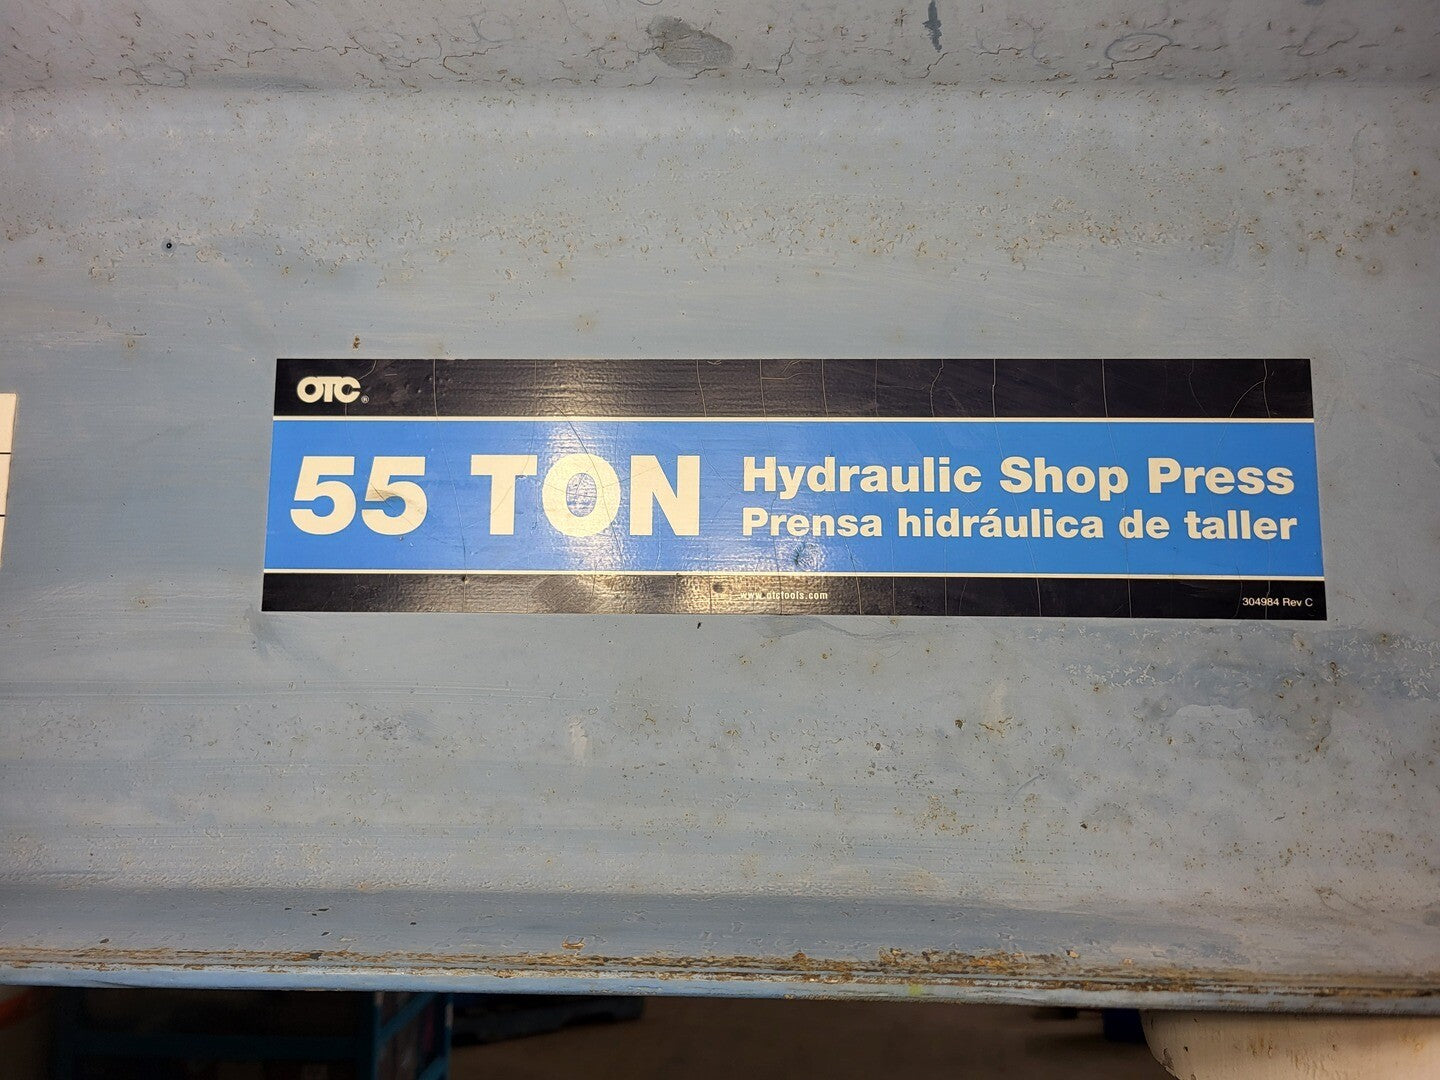 OTC®
55 TON
Hydraulic Shop Press
Prensa hidráulica de taller
www.otctools.com
304984 Rev C